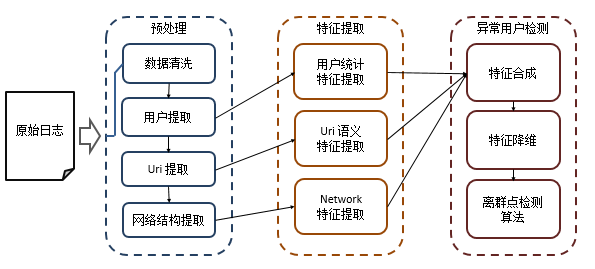 原始日志
预处理
数据清洗
用户提取
Uri 提取
网络结构提取
特征提取
用户统计
特征提取
Uri 语义
特征提取
Network
特征提取
异常用户检测
特征合成
特征降维
离群点检测
算法